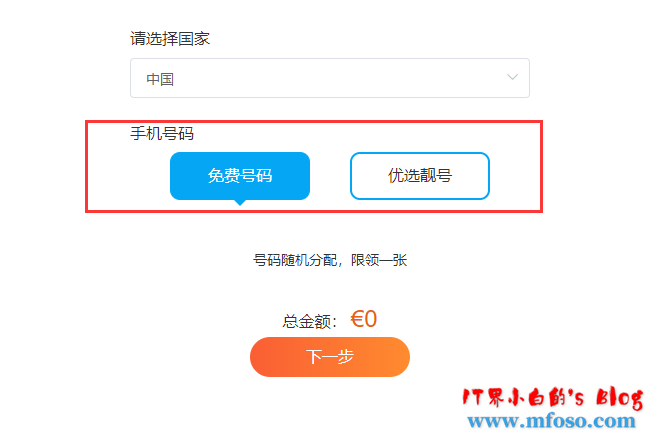 请选择国家
中国
手机号码
免费号码 优选靓号
号码随机分配，限领一张
总金额： €0
下一步
IT界小白的's Blog
www.mfoso.com